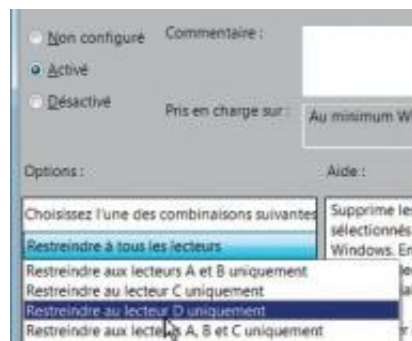 Non configuré
Commentaire :
Activé
Désactivé
Pris en charge sur :
Au minimum
Options :
Aide :
Choisissez l'une des combinaisons suivantes
Restreindre à tous les lecteurs
Restreindre aux lecteurs A et B uniquement
Restreindre au lecteur C uniquement
Restreindre au lecteur D uniquement
Restreindre aux lecteurs A, B et C uniquement
Supprime les
sélectionnés
Windows. En